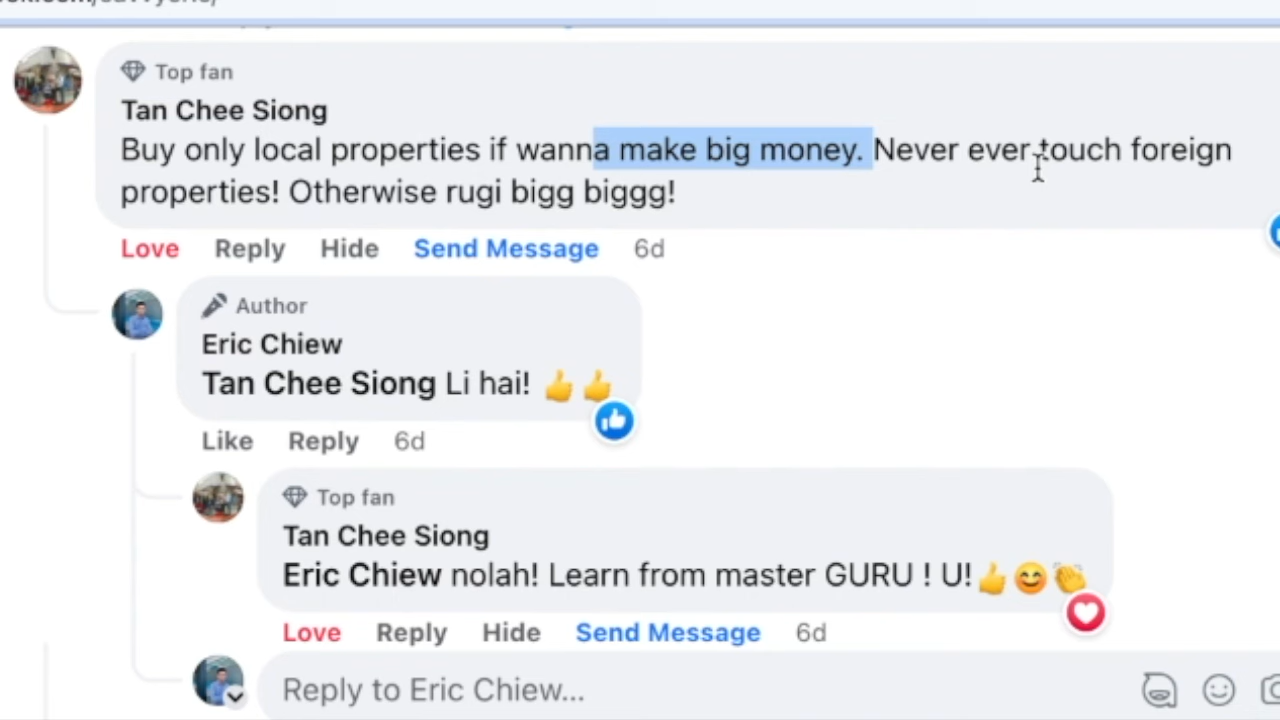 Top fan
Tan Chee Siong
Buy only local properties if wanna make big money. Never ever touch foreign
properties! Otherwise rugi bigg biggg!
Love Reply Hide Send Message 6d
Author
Eric Chiew
Tan Chee Siong Li hai! 👍👍
Like Reply 6d
Top fan
Tan Chee Siong
Eric Chiew nolah! Learn from master GURU ! U!👍😊👏
Love Reply Hide Send Message 6d
Reply to Eric Chiew...